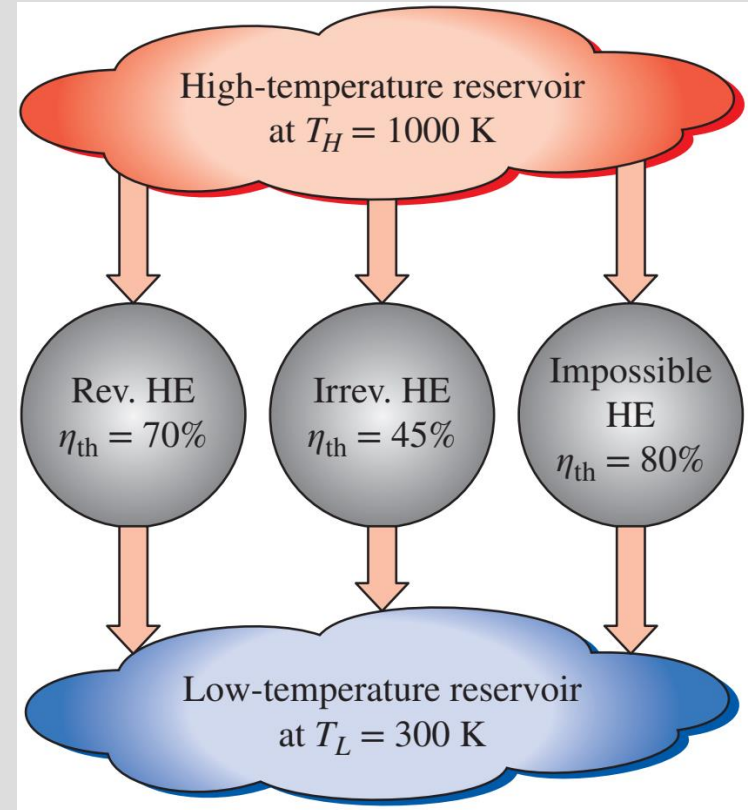 High-temperature reservoir
at T_H = 1000 K
Rev. HE
η_th = 70%
Irrev. HE
η_th = 45%
Impossible
HE
η_th = 80%
Low-temperature reservoir
at T_L = 300 K